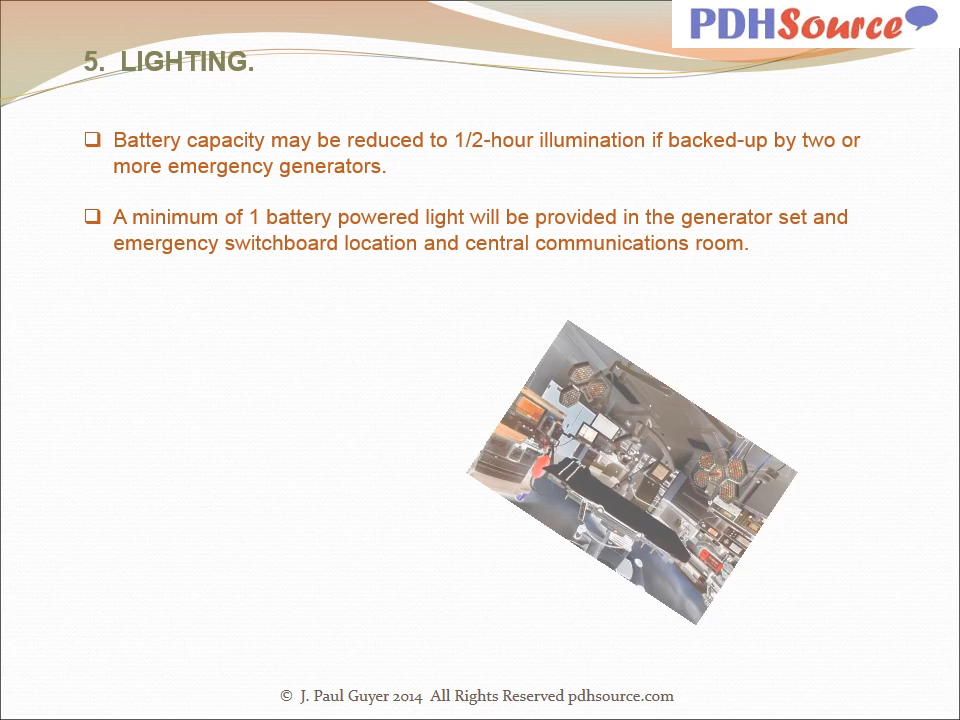 PDHSource
5.  LIGHTING.
❑ Battery capacity may be reduced to 1/2-hour illumination if backed-up by two or
more emergency generators.
❑ A minimum of 1 battery powered light will be provided in the generator set and
emergency switchboard location and central communications room.
©  J. Paul Guyer 2014  All Rights Reserved pdhsource.com